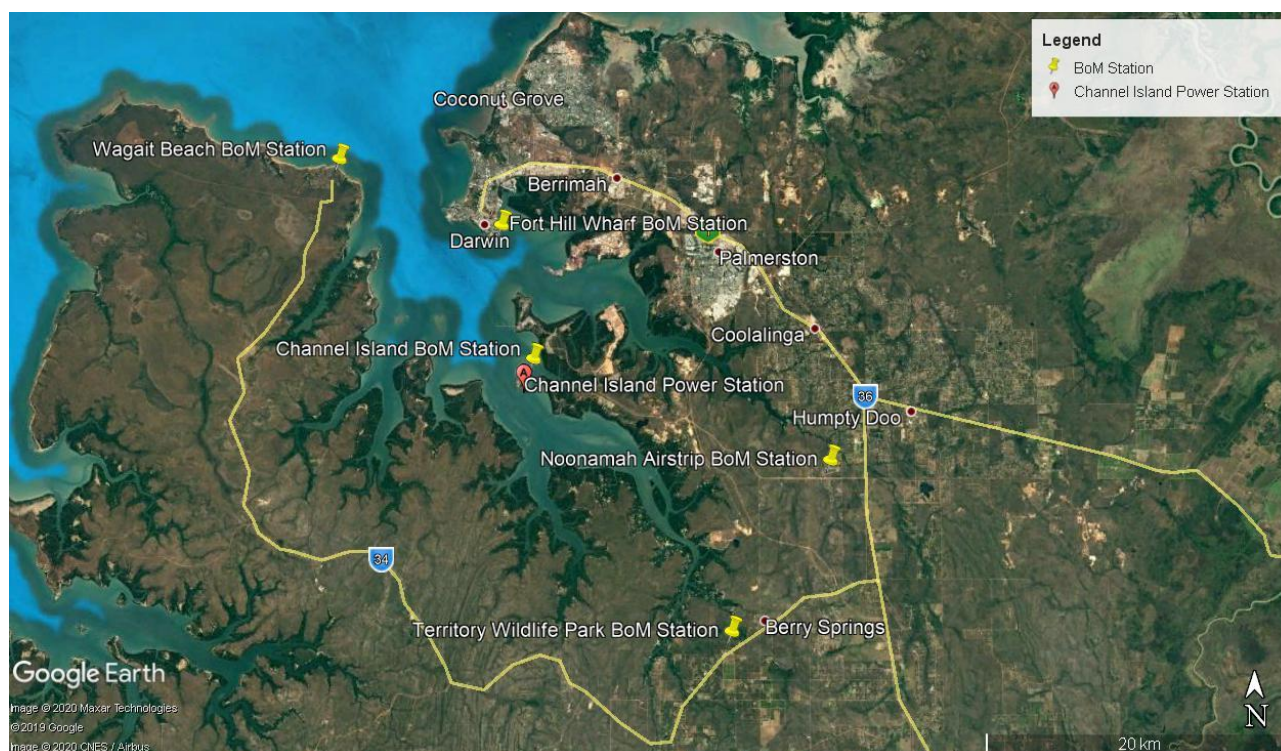 Legend
BoM Station
Channel Island Power Station
Coconut Grove
Wagait Beach BoM Station
Berrimah
Fort Hill Wharf BoM Station
Darwin
Palmerston
Coolalinga
Channel Island BoM Station
A
Channel Island Power Station
36
Humpty Doo
Noonamah Airstrip BoM Station
34
Territory Wildlife Park BoM Station
Berry Springs
Google Earth
Image © 2020 Maxar Technologies
© 2019 Google
Image © 2020 CNES / Airbus
N
20 km